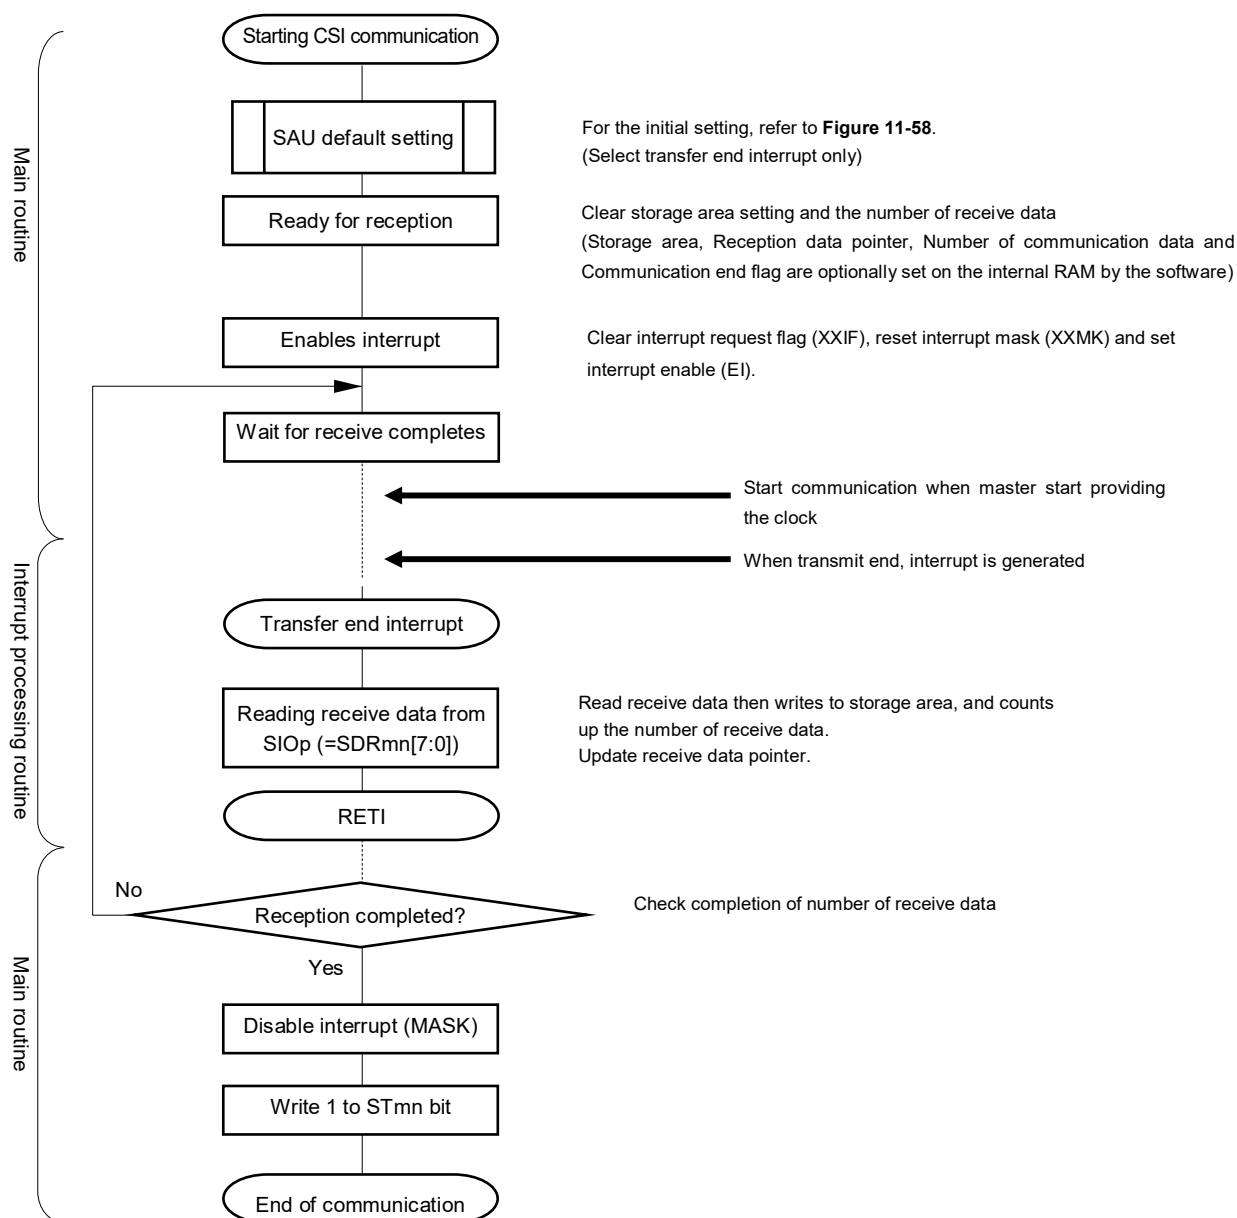 Starting CSI communication
Main routine
SAU default setting
For the initial setting, refer to Figure 11-58.
(Select transfer end interrupt only)
Ready for reception
Clear storage area setting and the number of receive data
(Storage area, Reception data pointer, Number of communication data and
Communication end flag are optionally set on the internal RAM by the software)
Enables interrupt
Clear interrupt request flag (XXIF), reset interrupt mask (XXMK) and set
interrupt enable (EI).
Wait for receive completes
Start communication when master start providing
the clock
When transmit end, interrupt is generated
Interrupt processing routine
Transfer end interrupt
Reading receive data from
SIOp (=SDRmn[7:0])
Read receive data then writes to storage area, and counts
up the number of receive data.
Update receive data pointer.
RETI
No
Reception completed?
Check completion of number of receive data
Yes
Main routine
Disable interrupt (MASK)
Write 1 to STmn bit
End of communication